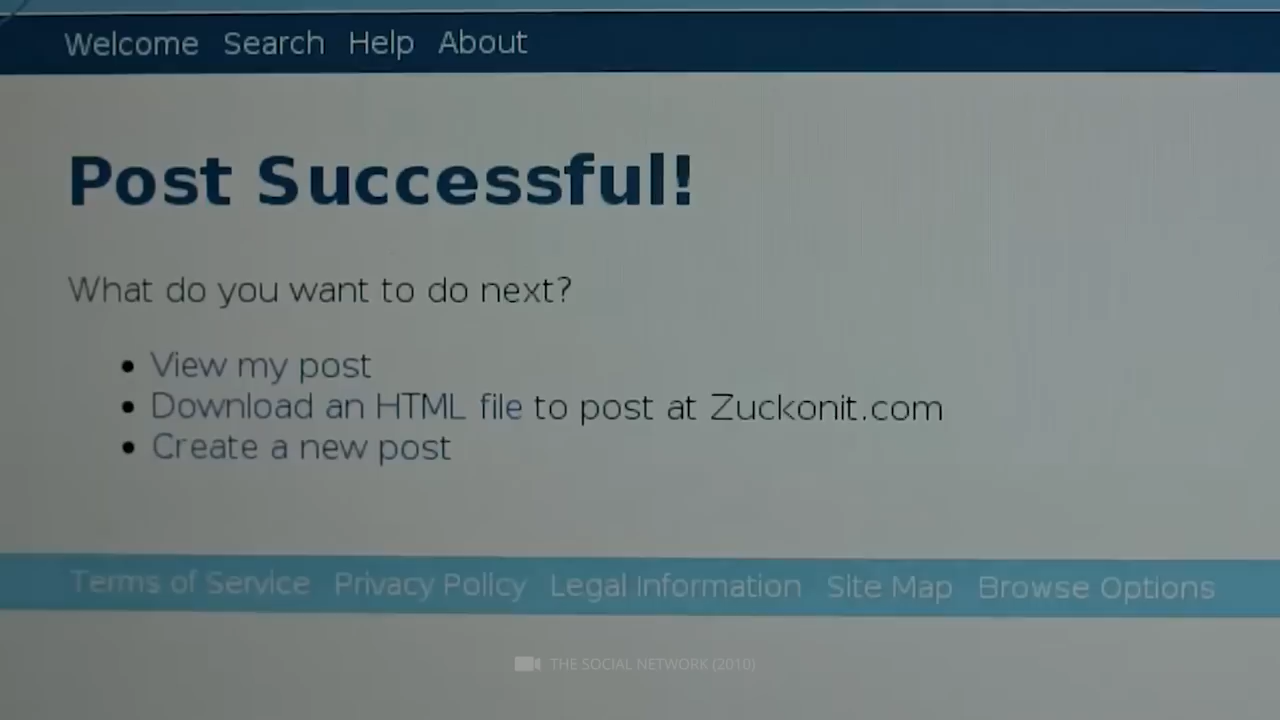 Welcome Search Help About
Post Successful!
What do you want to do next?
• View my post
• Download an HTML file to post at Zuckonit.com
• Create a new post
Terms of Service Privacy Policy Legal Information Site Map Browse Options
THE SOCIAL NETWORK (2010)